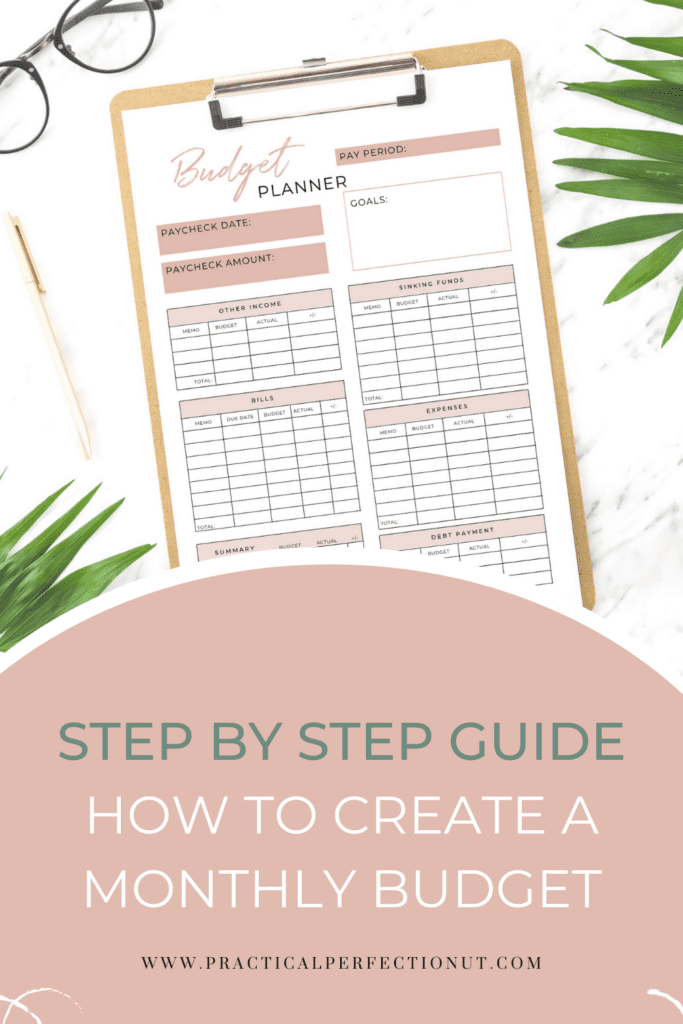 Budget
PLANNER
PAY PERIOD:
PAYCHECK DATE:
PAYCHECK AMOUNT:
GOALS:
OTHER INCOME
MEMO BUDGET ACTUAL +/-
TOTAL:
SINKING FUNDS
MEMO BUDGET ACTUAL +/-
TOTAL:
BILLS
MEMO DUE DATE BUDGET ACTUAL +/-
TOTAL:
EXPENSES
MEMO BUDGET ACTUAL +/-
TOTAL:
SUMMARY BUDGET ACTUAL +/-
DEBT PAYMENT
BUDGET ACTUAL +/-
STEP BY STEP GUIDE
HOW TO CREATE A
MONTHLY BUDGET
WWW.PRACTICALPERFECTIONUT.COM